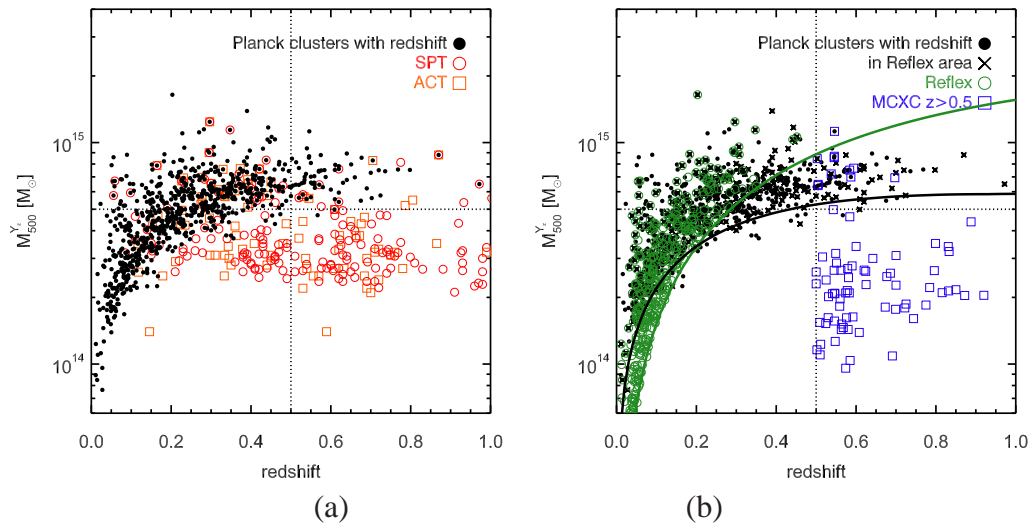 Planck clusters with redshift
SPT
ACT
10^15
10^14
M_500^{Y_z} [M_⊙]
0.0 0.2 0.4 0.6 0.8 1.0
redshift
(a)
Planck clusters with redshift
in Reflex area
Reflex
MCXC z>0.5
10^15
10^14
M_500^{Y_z} [M_⊙]
0.0 0.2 0.4 0.6 0.8 1.0
redshift
(b)